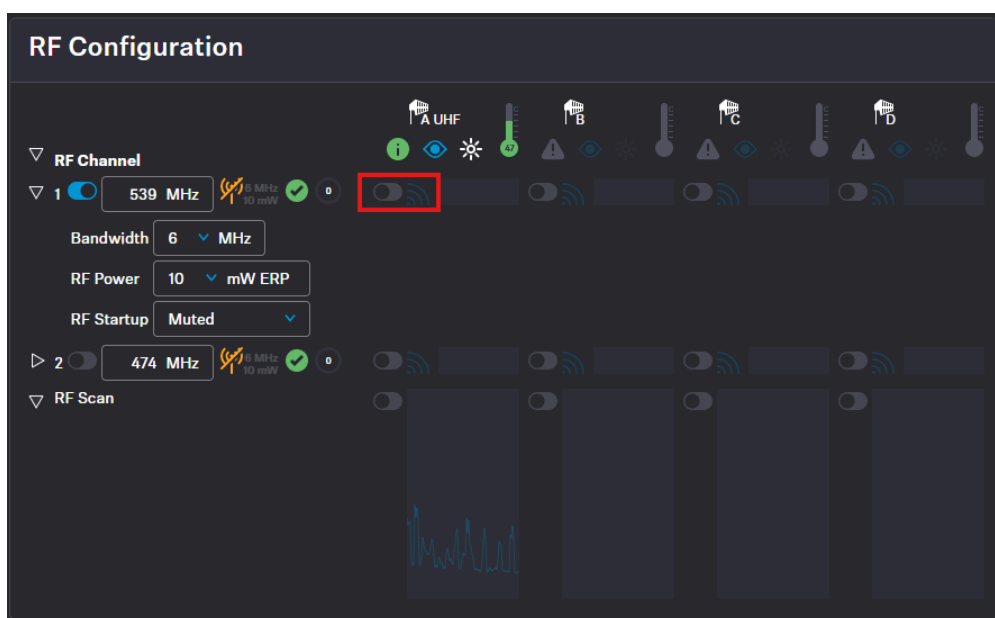 RF Configuration
A UHF B C D
47
RF Channel
1 539 MHz 6 MHz 10 mW 0
Bandwidth 6 MHz
RF Power 10 mW ERP
RF Startup Muted
2 474 MHz 6 MHz 10 mW 0
RF Scan